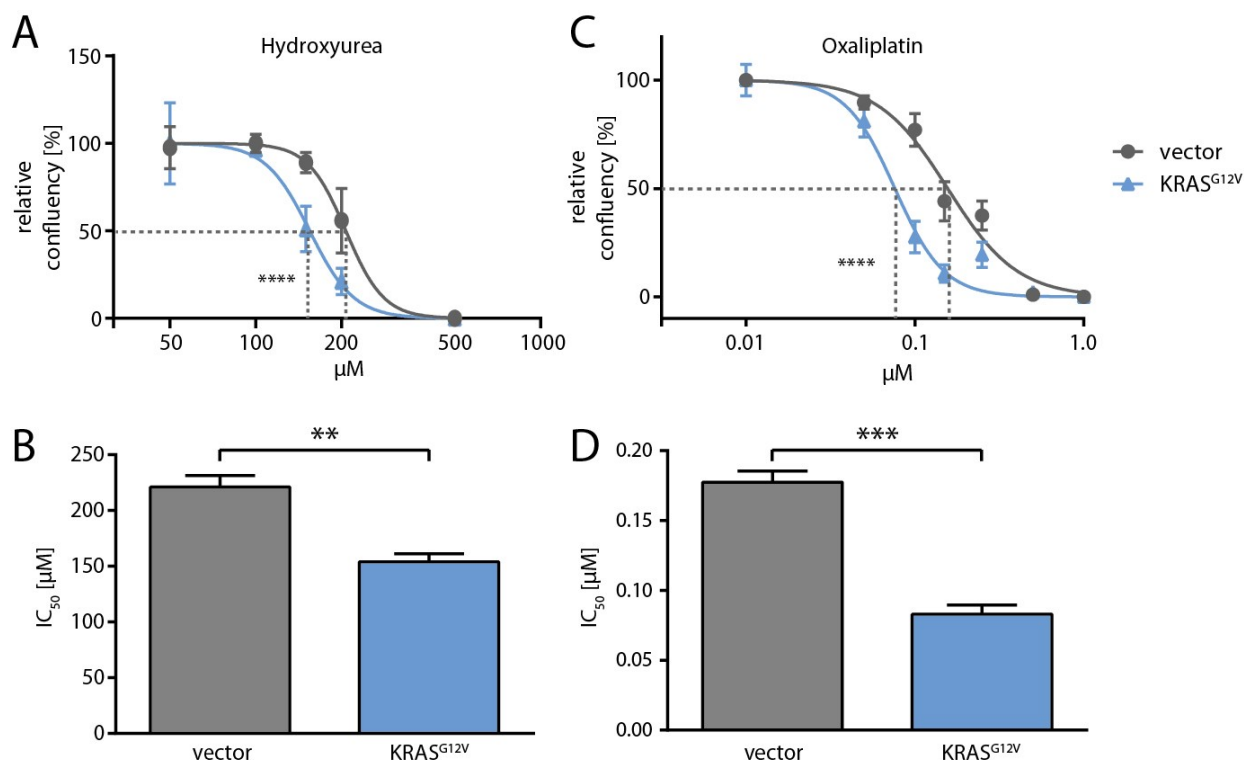 A
Hydroxyurea
150
100
50
0
relative
confluency [%]
****
50
100
200
500
1000
µM
C
Oxaliplatin
100
50
0
relative
confluency [%]
****
0.01
0.1
1.0
µM
vector
KRASG12V
B
**
250
200
150
100
50
0
IC50 [µM]
vector
KRASG12V
D
***
0.20
0.15
0.10
0.05
0.00
IC50 [µM]
vector
KRASG12V